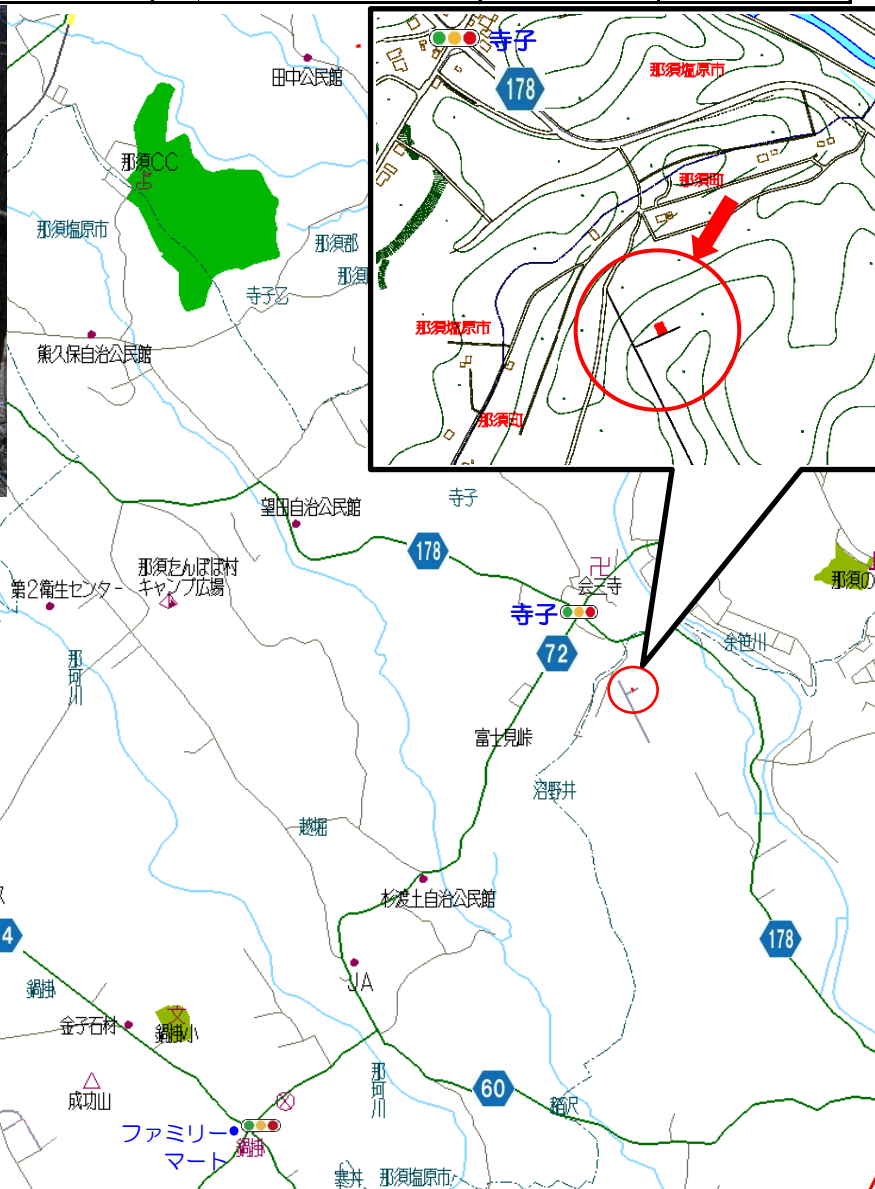 田中公民館
那須CC
那須塩原市
那須郡
寺子乙
熊久保自治公民館
寺子
178
那須塩原市
那須町
那須塩原市
那須町
望田自治公民館
寺子
178
会三寺
寺子
72
余笹川
那須の
第2衛生センター
那須たんぽぽ村
キャンプ広場
那珂川
富士見峠
沼野井
越堀
杉渡土自治公民館
JA
4
178
鍋掛
金子石材
鍋掛小
成功山
那珂川
60
稲沢
ファミリー
マート
鍋掛
寒井
那須塩原市